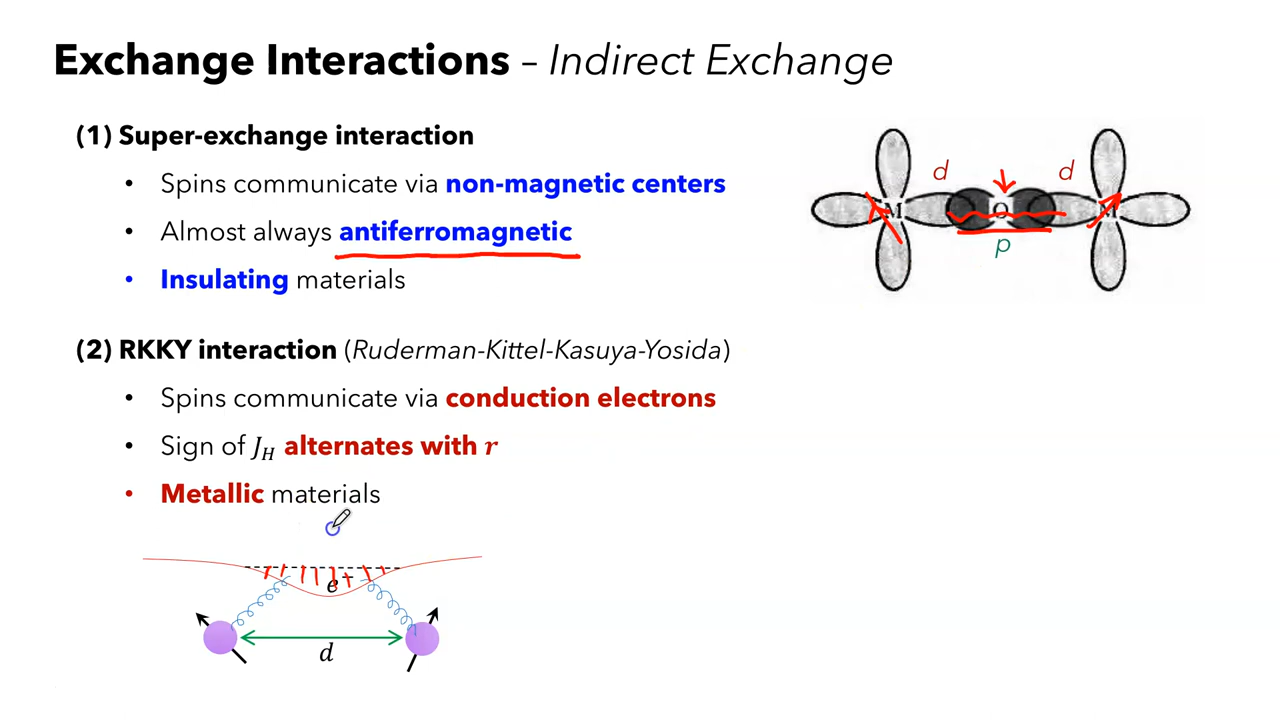 Exchange Interactions – Indirect Exchange
(1) Super-exchange interaction
• Spins communicate via non-magnetic centers
• Almost always antiferromagnetic
• Insulating materials
d d
M O M
p
(2) RKKY interaction (Ruderman-Kittel-Kasuya-Yosida)
• Spins communicate via conduction electrons
• Sign of J_H alternates with r
• Metallic materials
e⁻
d